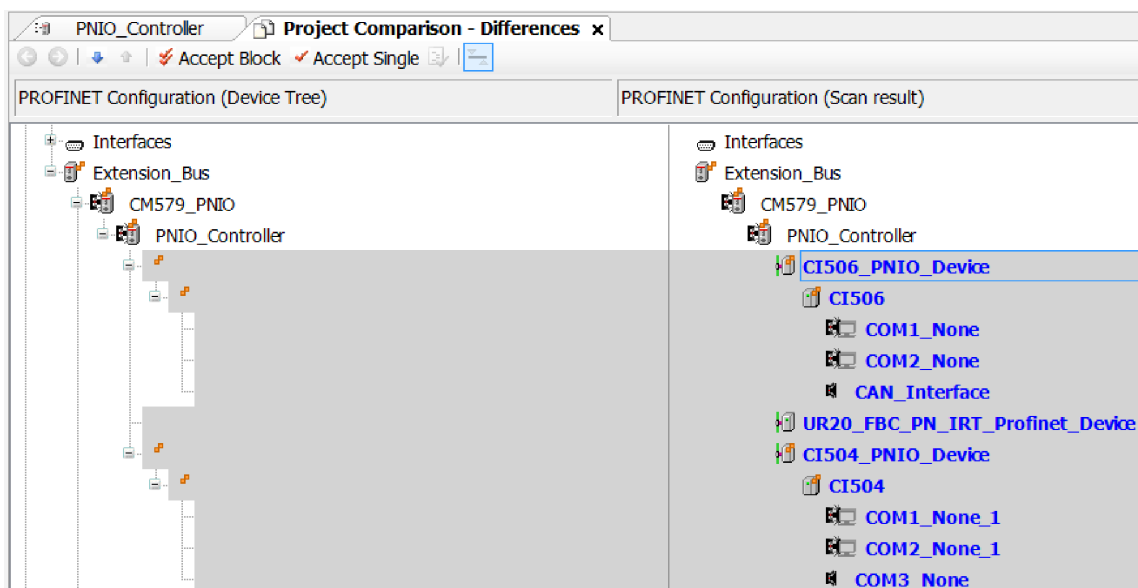 PNIO_Controller Project Comparison - Differences x
Accept Block Accept Single
PROFINET Configuration (Device Tree) PROFINET Configuration (Scan result)
Interfaces Interfaces
Extension_Bus Extension_Bus
CM579_PNIO CM579_PNIO
PNIO_Controller PNIO_Controller
CI506_PNIO_Device
CI506
COM1_None
COM2_None
CAN_Interface
UR20_FBC_PN_IRT_Profinet_Device
CI504_PNIO_Device
CI504
COM1_None_1
COM2_None_1
COM3_None